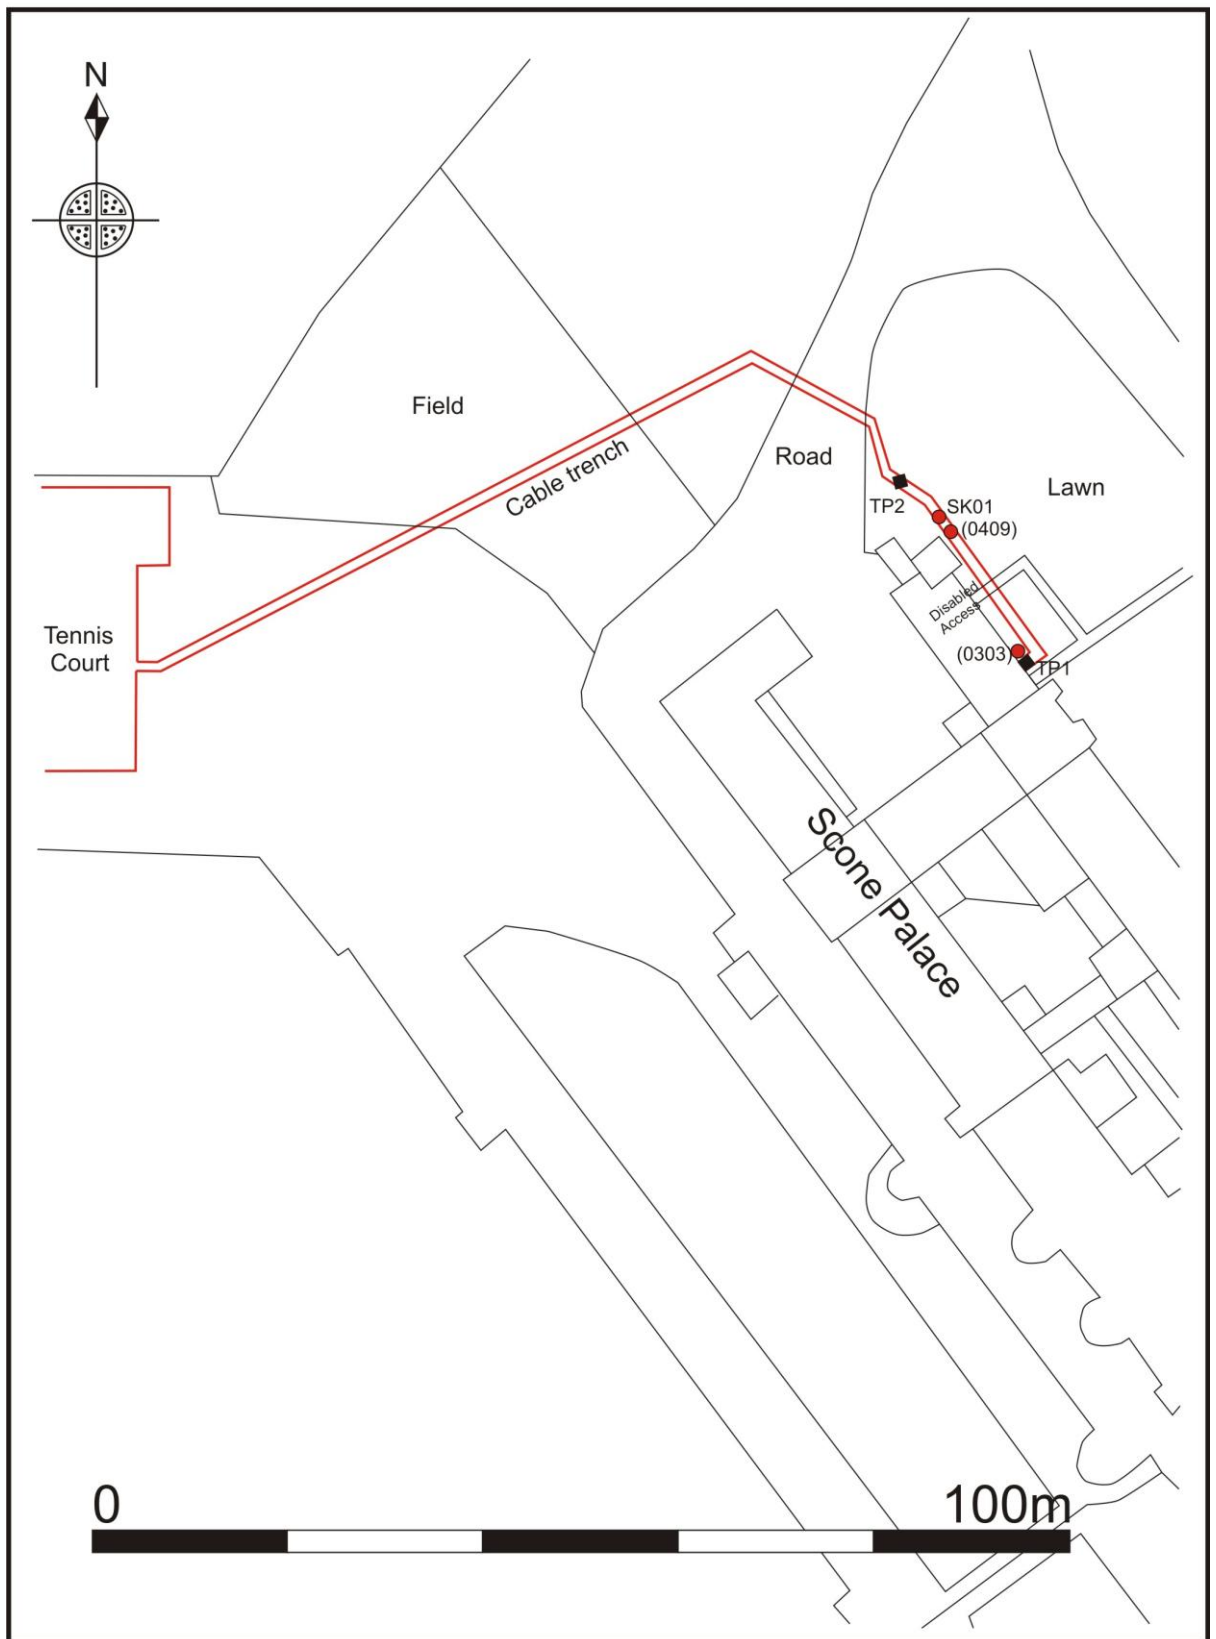 N
Field
Cable trench
Road
Lawn
TP2
SK01
(0409)
Disabled
Access
(0303)
TP1
Tennis
Court
Scone Palace
0
100m